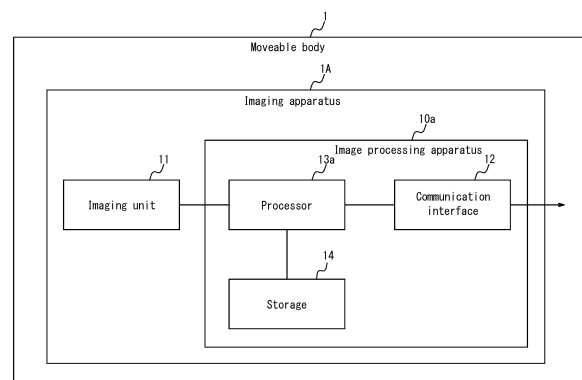 1
Moveable body
1A
Imaging apparatus
10a
Image processing apparatus
11
13a
12
Imaging unit
Processor
Communication
interface
14
Storage